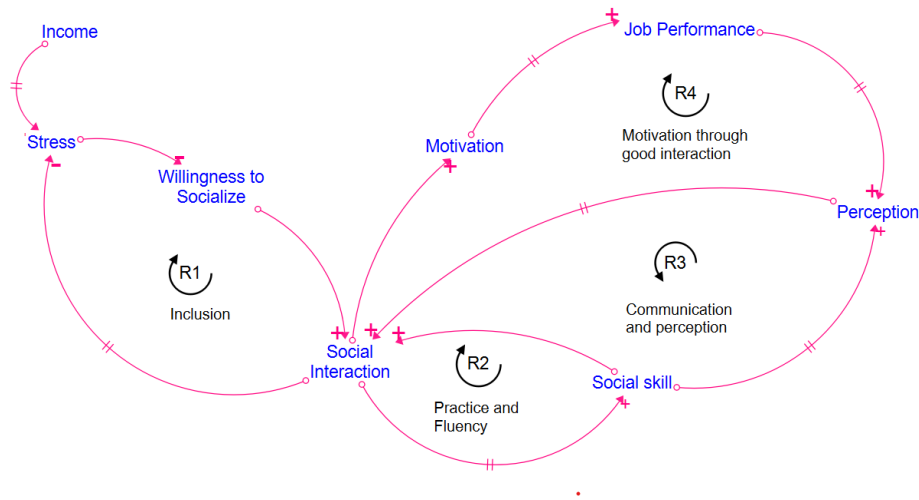 Income
Job Performance
R4
Motivation through
good interaction
Stress
Motivation
Willingness to
Socialize
Perception
R1
Inclusion
R3
Communication
and perception
Social
Interaction
R2
Social skill
Practice and
Fluency